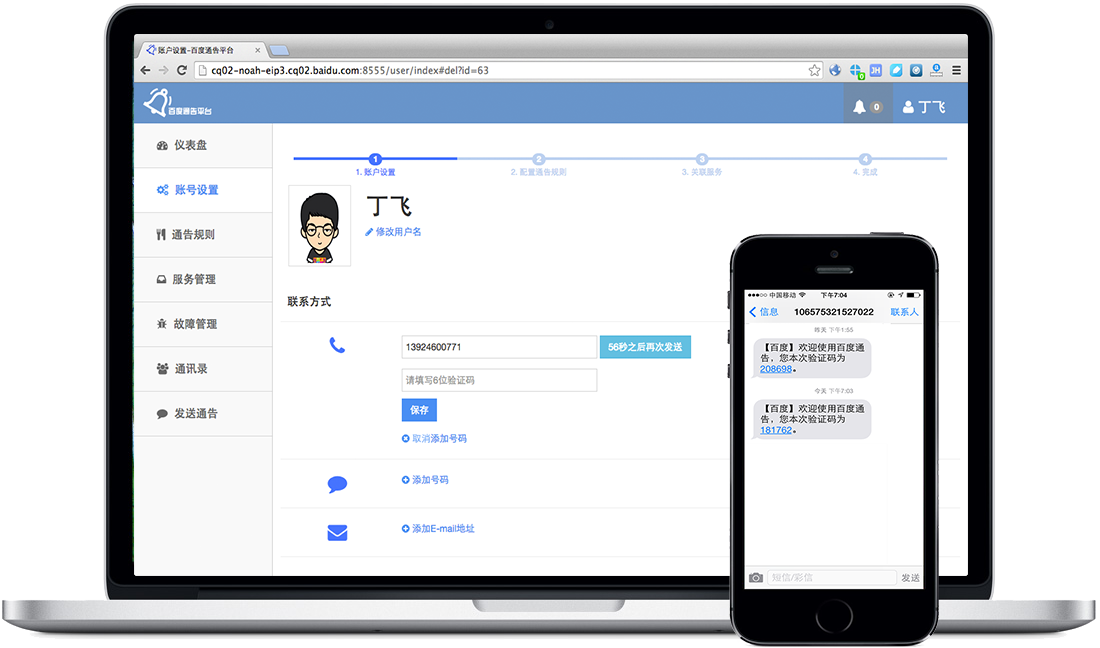 账户设置-百度通告平台
cq02-noah-eip3.cq02.baidu.com:8555/user/index#del?id=63
百度通告平台
0
丁飞
仪表盘
账号设置
通告规则
服务管理
故障管理
通讯录
发送通告
1
2
3
4
1. 账户设置
2. 配置通告规则
3. 关联服务
4. 完成
丁飞
修改用户名
联系方式
13924600771
56秒之后再次发送
请填写6位验证码
保存
取消添加号码
添加号码
添加E-mail地址
中国移动
下午7:04
信息
106575321527022
联系人
昨天 下午1:55
【百度】欢迎使用百度通
告，您本次验证码为
208698。
今天 下午7:03
【百度】欢迎使用百度通
告，您本次验证码为
181762。
短信/彩信
发送